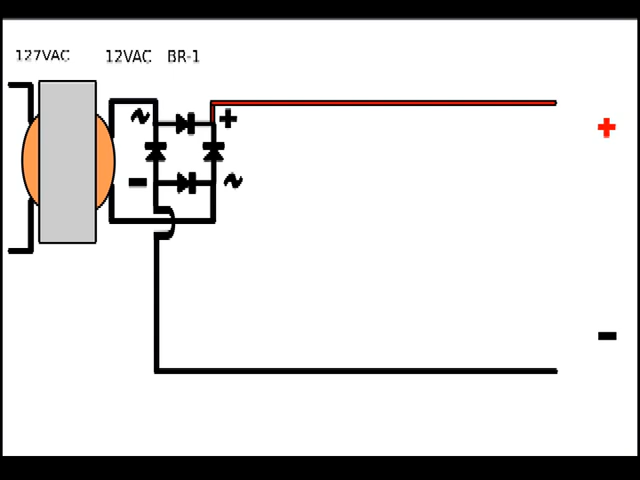 127VAC 12VAC BR-1
~ +
- ~
+
-